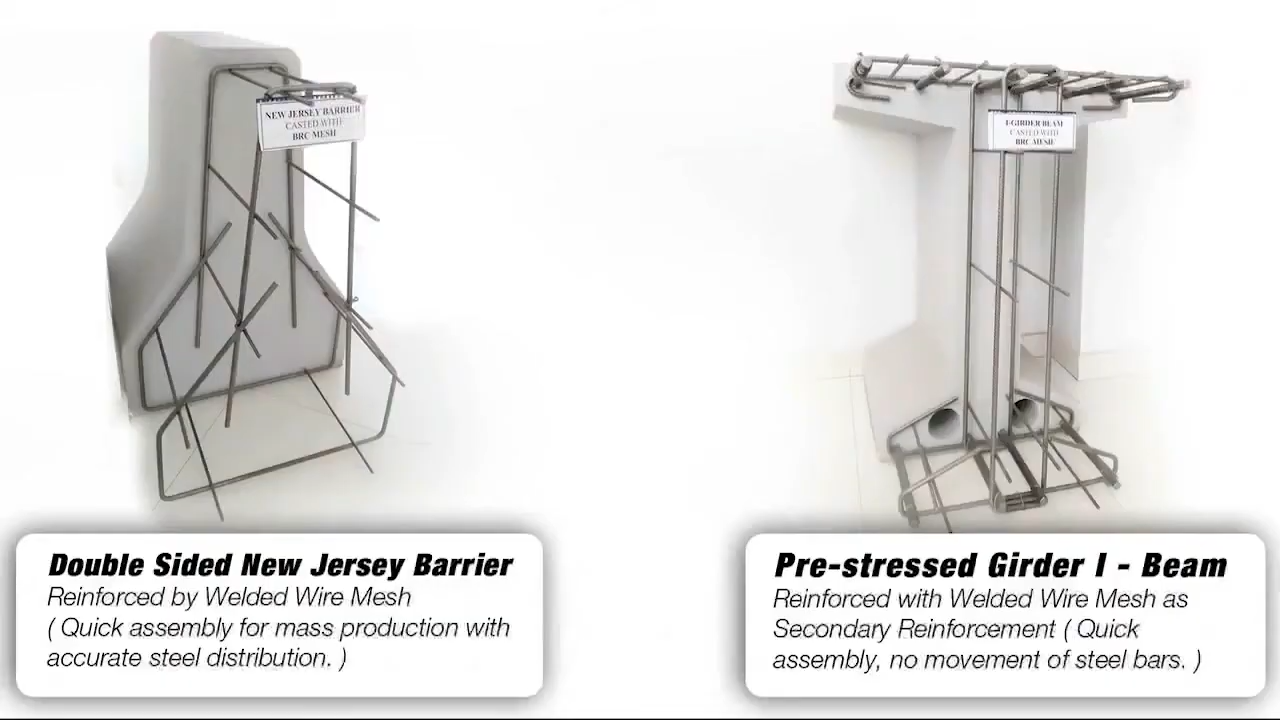 NEW JERSEY BARRIER
CASTED WITH
BRC MESH
I-GIRDER BEAM
CASTED WITH
BRC MESH
Double Sided New Jersey Barrier
Reinforced by Welded Wire Mesh
( Quick assembly for mass production with
accurate steel distribution. )
Pre-stressed Girder I - Beam
Reinforced with Welded Wire Mesh as
Secondary Reinforcement ( Quick
assembly, no movement of steel bars. )